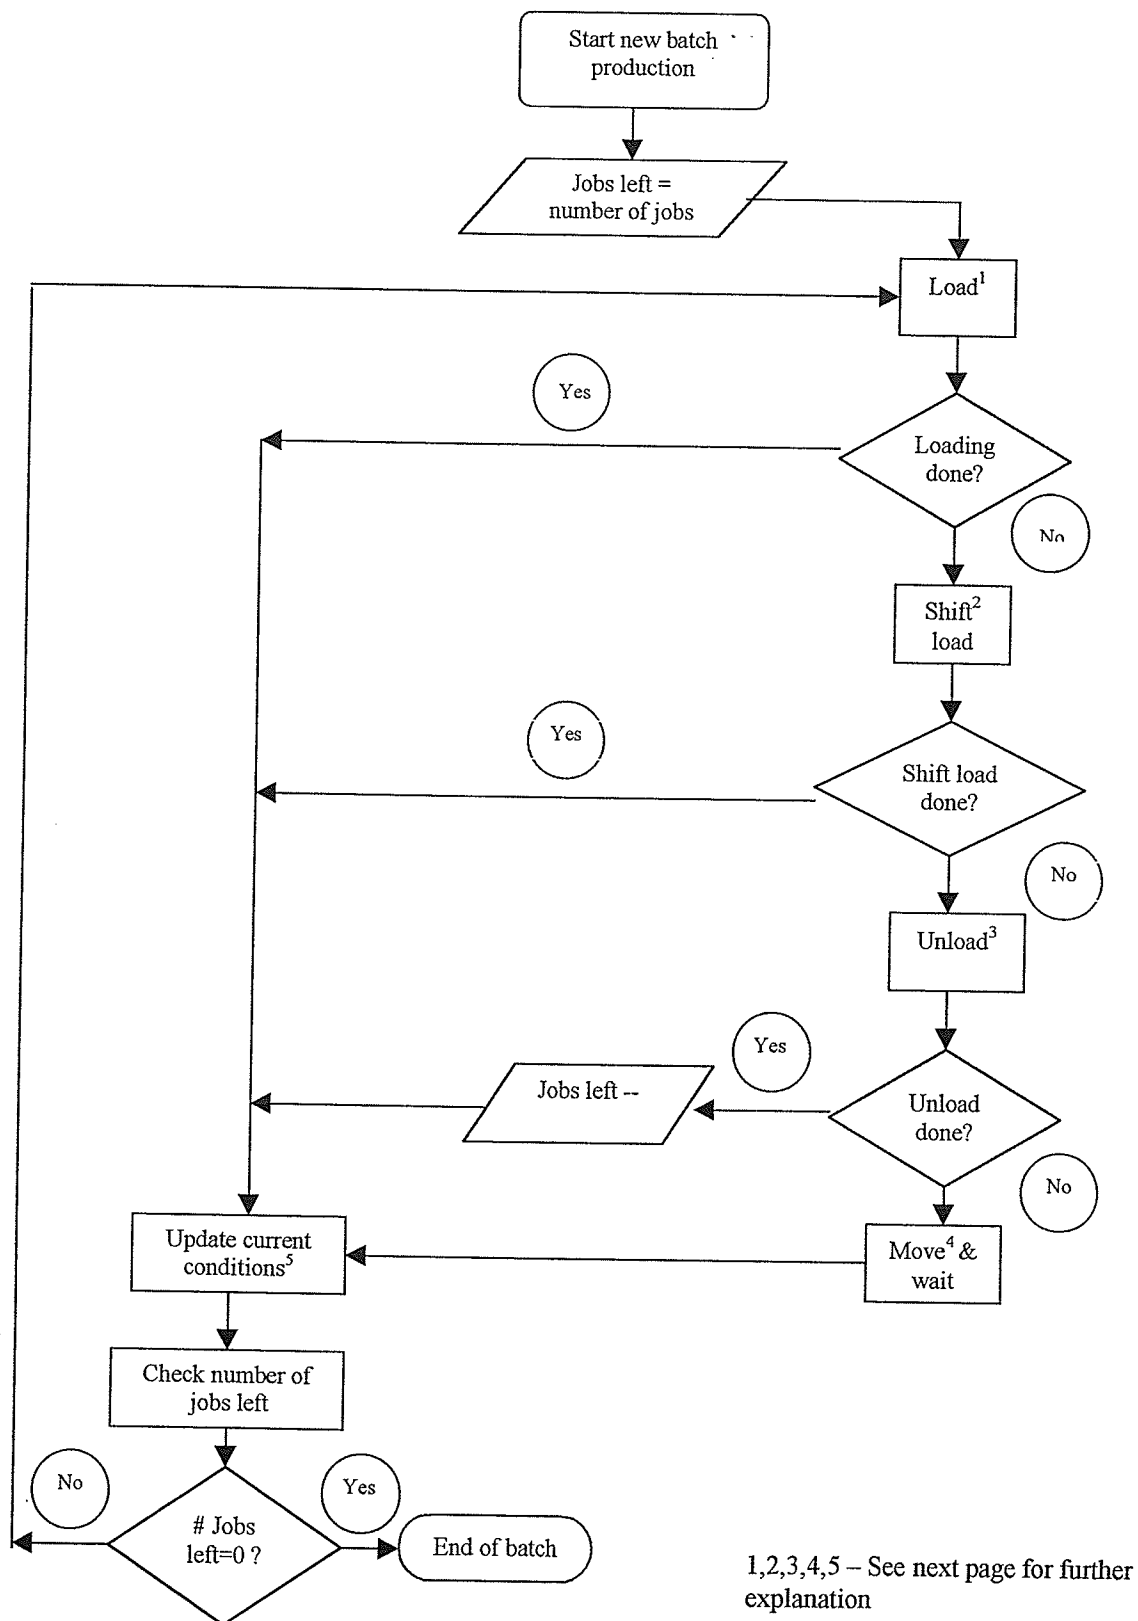 Start new batch
production
Jobs left =
number of jobs
Load¹
Yes
Loading
done?
No
Shift²
load
Yes
Shift load
done?
No
Unload³
Yes
Jobs left --
Unload
done?
No
Update current
conditions⁵
Move⁴ &
wait
Check number of
jobs left
No
Yes
# Jobs
left=0 ?
End of batch
1,2,3,4,5 – See next page for further
explanation